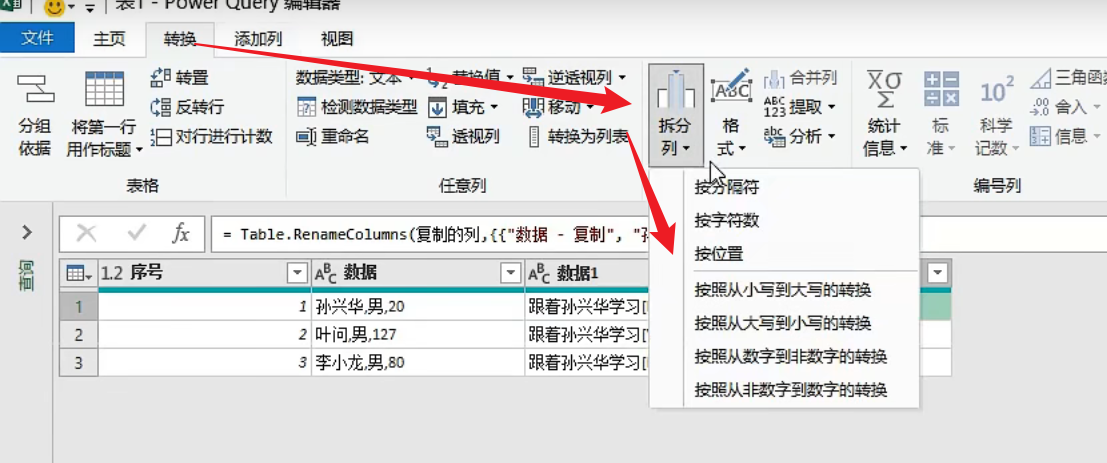 表1 - Power Query 编辑器
文件 主页 转换 添加列 视图
分组
依据
将第一行
用作标题
转置
反转行
对行进行计数
表格
数据类型: 文本
检测数据类型
重命名
替换值
填充
透视列
逆透视列
移动
转换为列表
任意列
拆分
列
格
式
合并列
提取
分析
统计
信息
标
准
科学
记数
三角函
舍入
信息
编号列
按分隔符
按字符数
按位置
按照从小写到大写的转换
按照从大写到小写的转换
按照从数字到非数字的转换
按照从非数字到数字的转换
查询
fx = Table.RenameColumns(复制的列,{{"数据 - 复制", "
1.2 序号 ABC 数据 ABC 数据1
1 1 孙兴华,男,20 跟着孙兴华学习[
2 2 叶问,男,127 跟着孙兴华学习[
3 3 李小龙,男,80 跟着孙兴华学习[